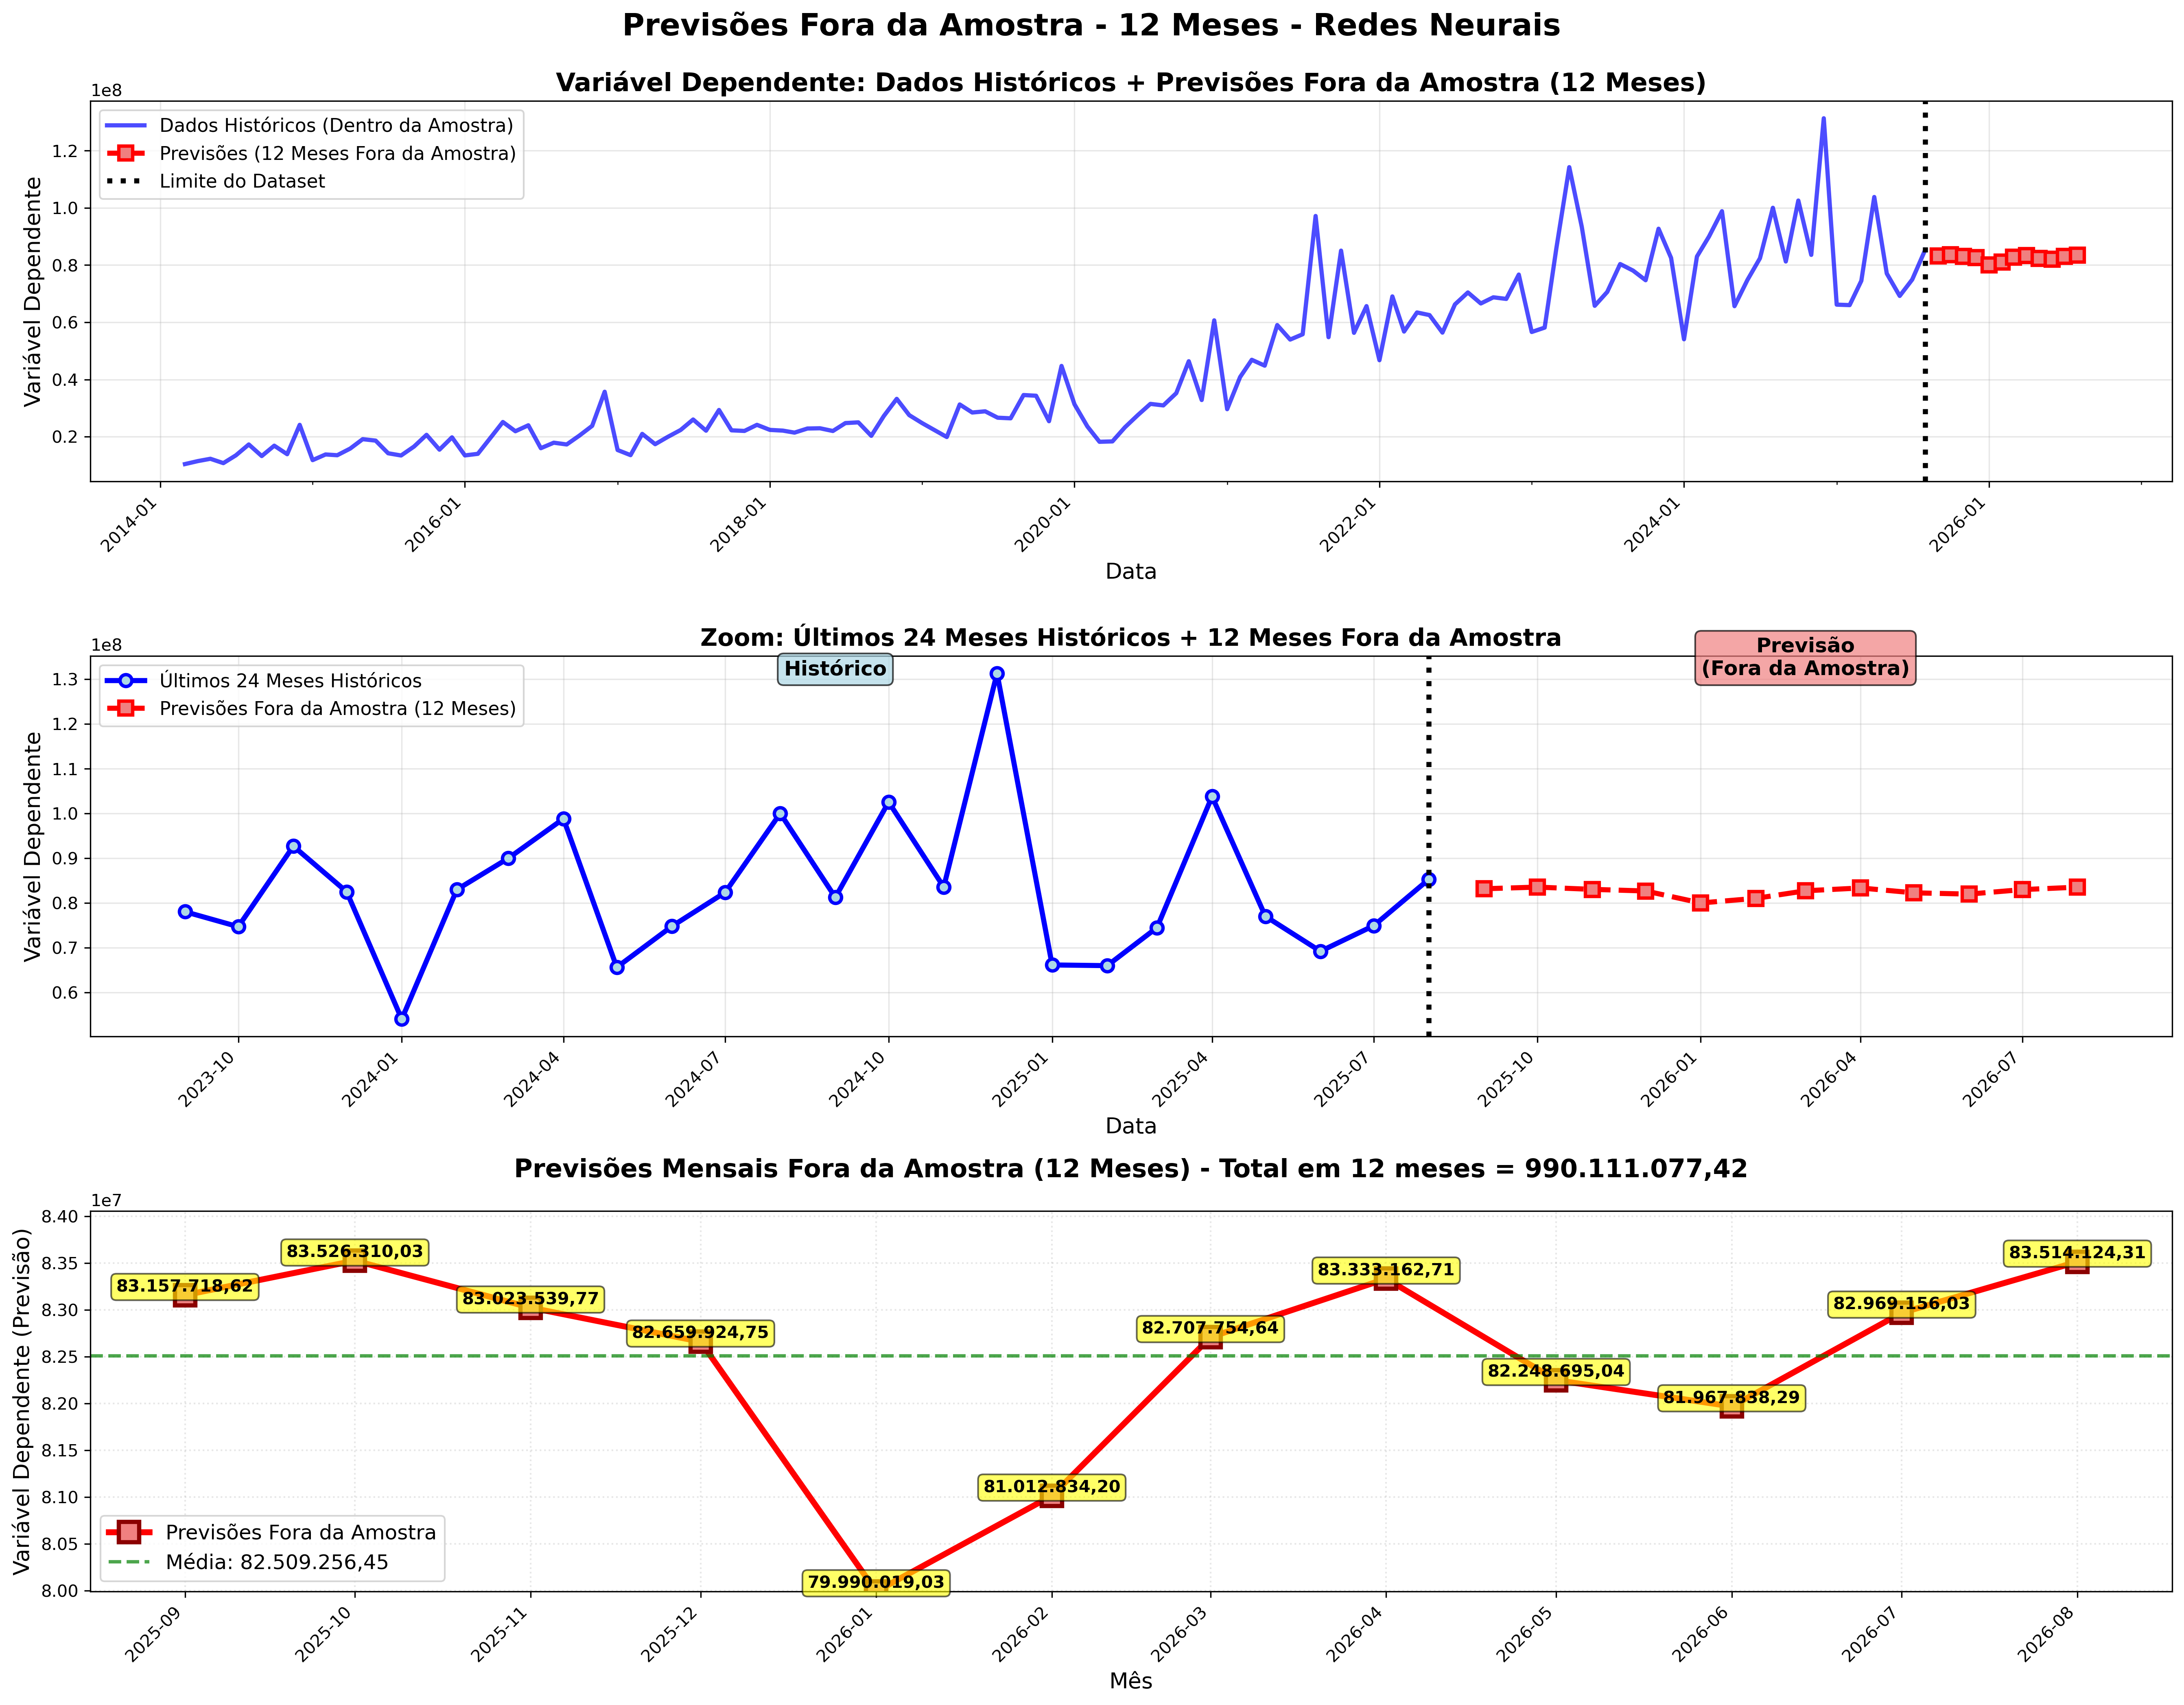 Previsões Fora da Amostra - 12 Meses - Redes Neurais
Variável Dependente: Dados Históricos + Previsões Fora da Amostra (12 Meses)
1e8
Dados Históricos (Dentro da Amostra)
Previsões (12 Meses Fora da Amostra)
Limite do Dataset
Variável Dependente
1.2
1.0
0.8
0.6
0.4
0.2
2014-01
2016-01
2018-01
2020-01
2022-01
2024-01
2026-01
Data
Zoom: Últimos 24 Meses Históricos + 12 Meses Fora da Amostra
1e8
Últimos 24 Meses Históricos
Previsões Fora da Amostra (12 Meses)
Histórico
Previsão
(Fora da Amostra)
Variável Dependente
1.3
1.2
1.1
1.0
0.9
0.8
0.7
0.6
2023-10
2024-01
2024-04
2024-07
2024-10
2025-01
2025-04
2025-07
2025-10
2026-01
2026-04
2026-07
Data
Previsões Mensais Fora da Amostra (12 Meses) - Total em 12 meses = 990.111.077,42
1e7
Variável Dependente (Previsão)
8.40
8.35
8.30
8.25
8.20
8.15
8.10
8.05
8.00
83.157.718,62
83.526.310,03
83.023.539,77
82.659.924,75
79.990.019,03
81.012.834,20
82.707.754,64
83.333.162,71
82.248.695,04
81.967.838,29
82.969.156,03
83.514.124,31
Previsões Fora da Amostra
Média: 82.509.256,45
2025-09
2025-10
2025-11
2025-12
2026-01
2026-02
2026-03
2026-04
2026-05
2026-06
2026-07
2026-08
Mês